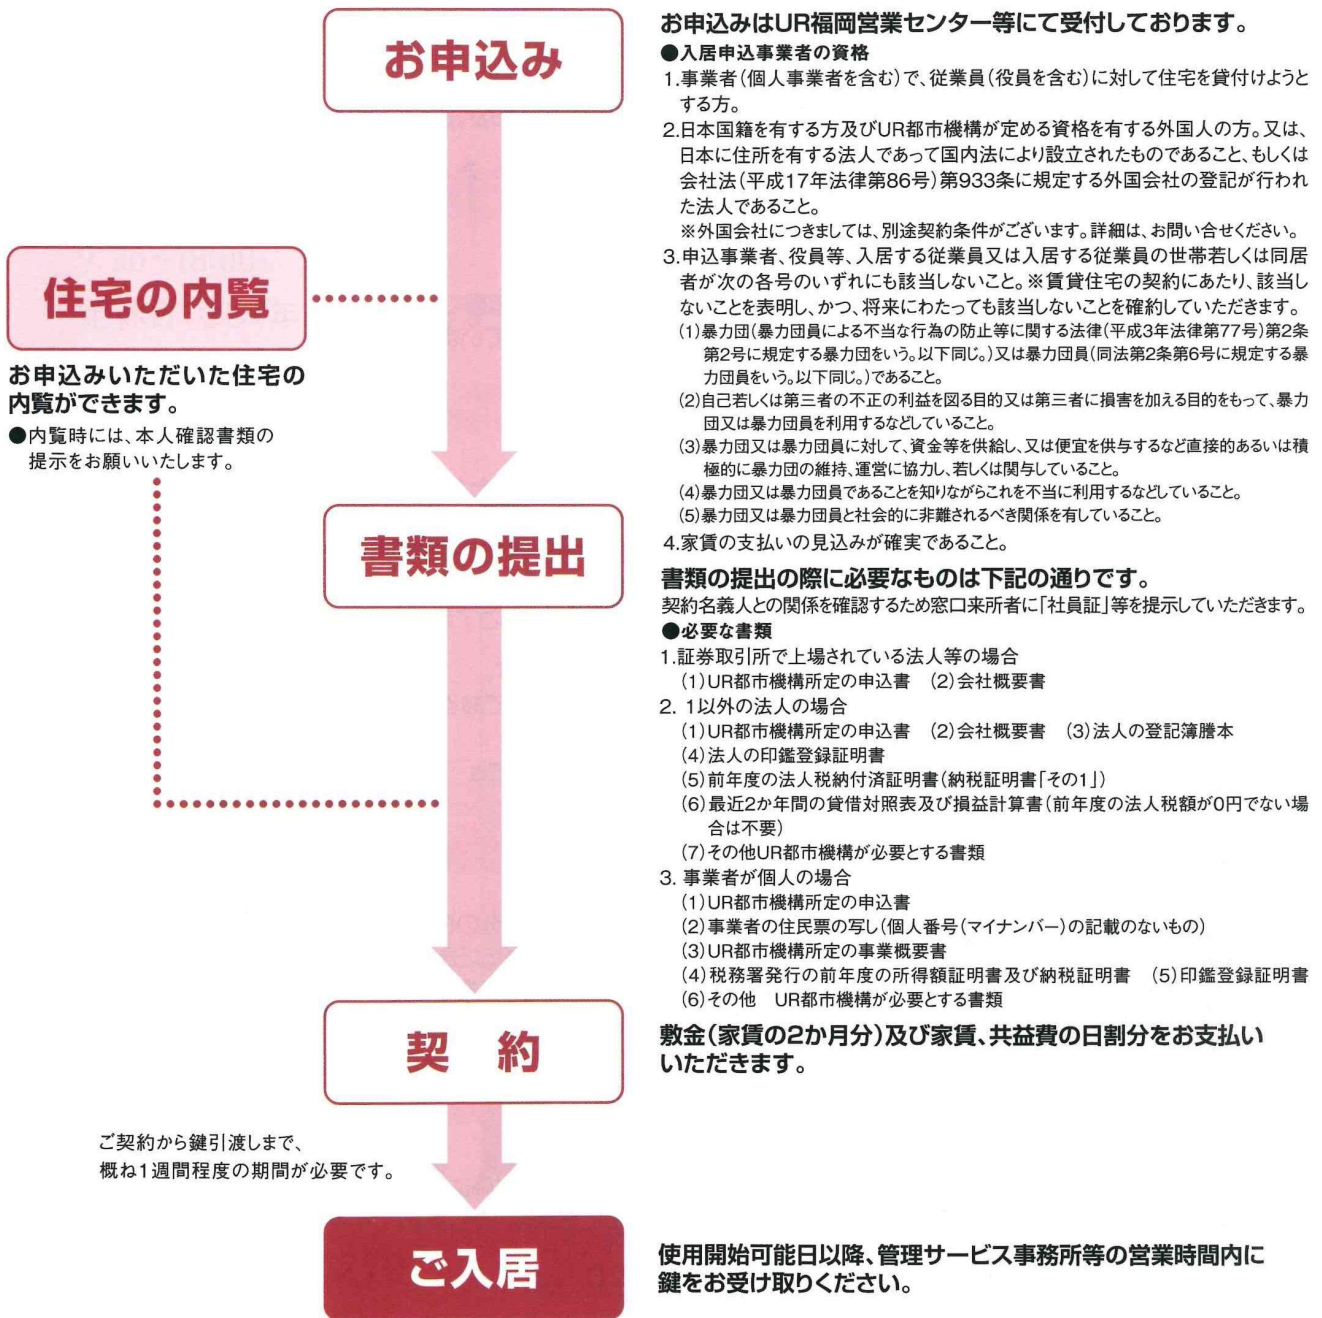 お申込み
お申込みはUR福岡営業センター等にて受付しております。
●入居申込事業者の資格
1.事業者(個人事業者を含む)で、従業員(役員を含む)に対して住宅を貸付けようと
する方。
2.日本国籍を有する方及びUR都市機構が定める資格を有する外国人の方。又は、
日本に住所を有する法人であって国内法により設立されたものであること、もしくは
会社法(平成17年法律第86号)第933条に規定する外国会社の登記が行われ
た法人であること。
※外国会社につきましては、別途契約条件がございます。詳細は、お問い合せください。
3.申込事業者、役員等、入居する従業員又は入居する従業員の世帯若しくは同居
者が次の各号のいずれにも該当しないこと。※賃貸住宅の契約にあたり、該当し
ないことを表明し、かつ、将来にわたっても該当しないことを確約していただきます。
(1)暴力団(暴力団員による不当な行為の防止等に関する法律(平成3年法律第77号)第2条
第2号に規定する暴力団をいう。以下同じ。)又は暴力団員(同法第2条第6号に規定する暴
力団員をいう。以下同じ。)であること。
(2)自己若しくは第三者の不正の利益を図る目的又は第三者に損害を加える目的をもって、暴力
団又は暴力団員を利用するなどしていること。
(3)暴力団又は暴力団員に対して、資金等を供給し、又は便宜を供与するなど直接的あるいは積
極的に暴力団の維持、運営に協力し、若しくは関与していること。
(4)暴力団又は暴力団員であることを知りながらこれを不当に利用するなどしていること。
(5)暴力団又は暴力団員と社会的に非難されるべき関係を有していること。
4.家賃の支払いの見込みが確実であること。
住宅の内覧
お申込みいただいた住宅の
内覧ができます。
●内覧時には、本人確認書類の
提示をお願いいたします。
書類の提出
書類の提出の際に必要なものは下記の通りです。
契約名義人との関係を確認するため窓口来所者に「社員証」等を提示していただきます。
●必要な書類
1.証券取引所で上場されている法人等の場合
(1)UR都市機構所定の申込書 (2)会社概要書
2. 1以外の法人の場合
(1)UR都市機構所定の申込書 (2)会社概要書 (3)法人の登記簿謄本
(4)法人の印鑑登録証明書
(5)前年度の法人税納付済証明書(納税証明書「その1」)
(6)最近2か年間の貸借対照表及び損益計算書(前年度の法人税額が0円でない場
合は不要)
(7)その他UR都市機構が必要とする書類
3. 事業者が個人の場合
(1)UR都市機構所定の申込書
(2)事業者の住民票の写し(個人番号(マイナンバー)の記載のないもの)
(3)UR都市機構所定の事業概要書
(4)税務署発行の前年度の所得額証明書及び納税証明書 (5)印鑑登録証明書
(6)その他 UR都市機構が必要とする書類
契 約
敷金(家賃の2か月分)及び家賃、共益費の日割分をお支払い
いただきます。
ご契約から鍵引渡しまで、
概ね1週間程度の期間が必要です。
ご入居
使用開始可能日以降、管理サービス事務所等の営業時間内に
鍵をお受け取りください。